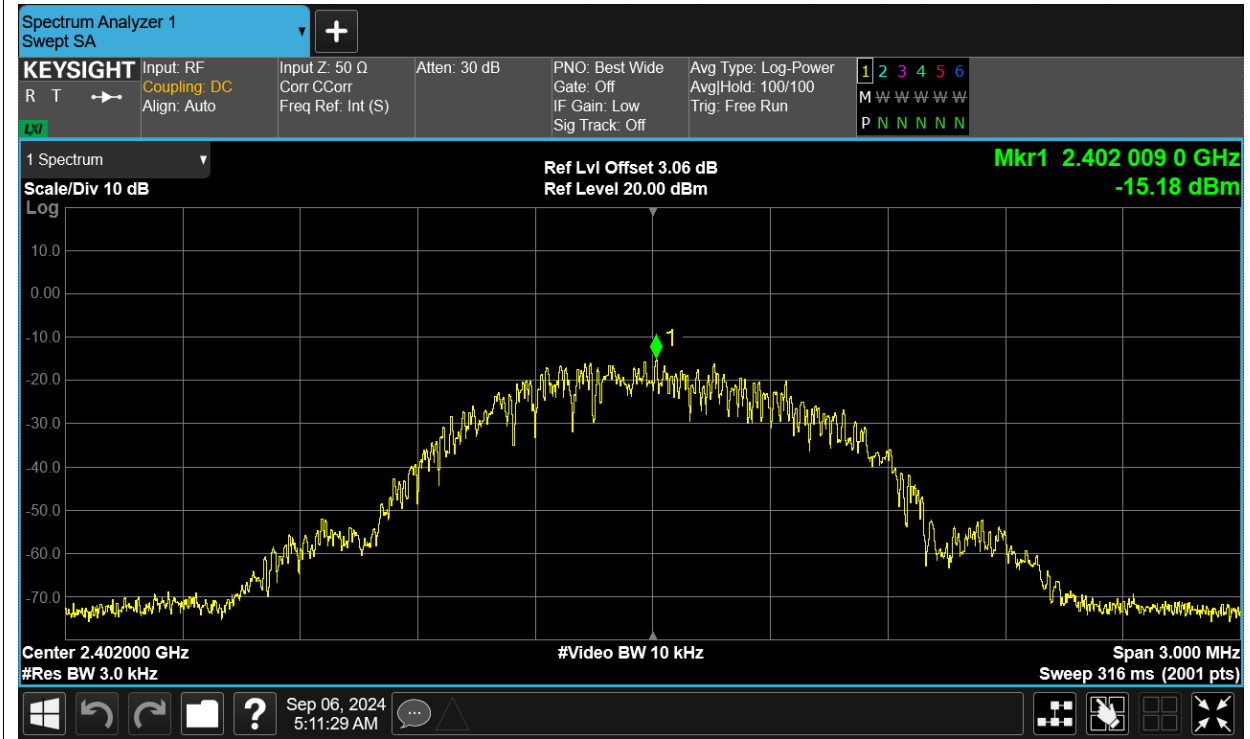 Spectrum Analyzer 1
Swept SA
KEYSIGHT
R T
LXI
Input: RF
Coupling: DC
Align: Auto
Input Z: 50 Ω
Corr CCorr
Freq Ref: Int (S)
Atten: 30 dB
PNO: Best Wide
Gate: Off
IF Gain: Low
Sig Track: Off
Avg Type: Log-Power
Avg|Hold: 100/100
Trig: Free Run
1 2 3 4 5 6
M W W W W W
P N N N N N
1 Spectrum
Scale/Div 10 dB
Ref Lvl Offset 3.06 dB
Ref Level 20.00 dBm
Mkr1 2.402 009 0 GHz
-15.18 dBm
Log
10.0
0.00
-10.0
1
-20.0
-30.0
-40.0
-50.0
-60.0
-70.0
Center 2.402000 GHz
#Video BW 10 kHz
Span 3.000 MHz
#Res BW 3.0 kHz
Sweep 316 ms (2001 pts)
?
Sep 06, 2024
5:11:29 AM